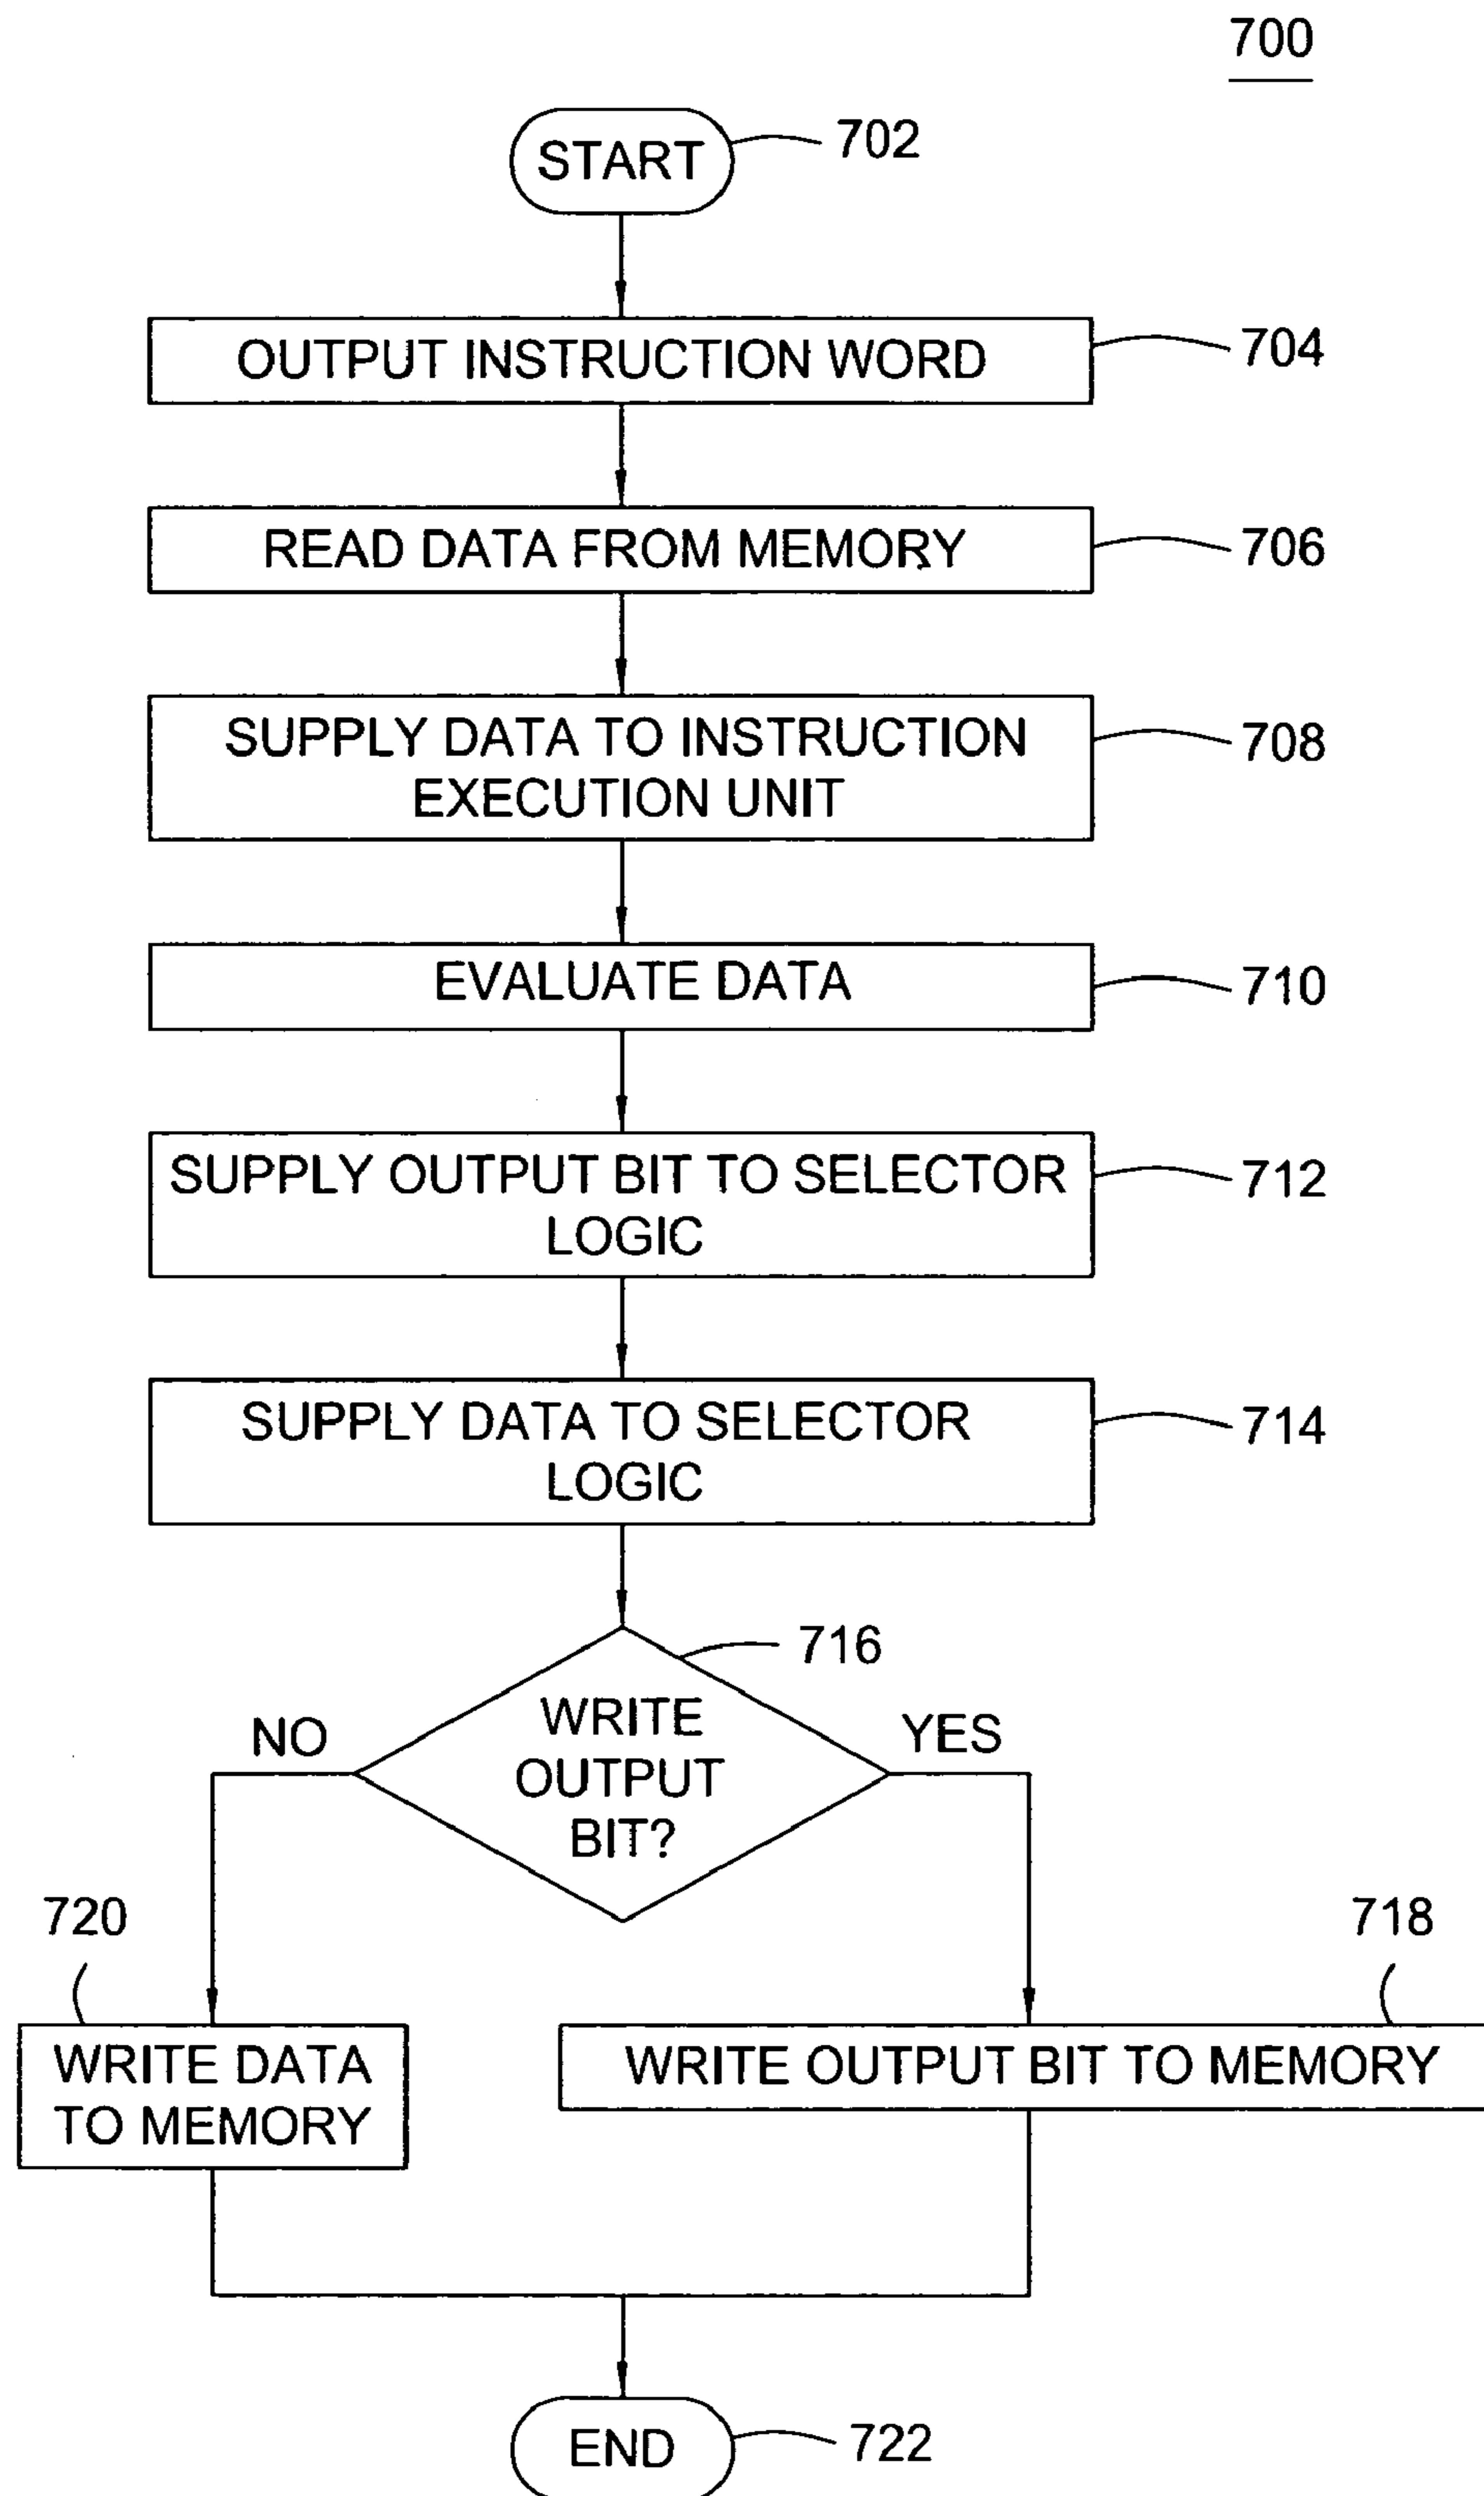 700
START
702
OUTPUT INSTRUCTION WORD
704
READ DATA FROM MEMORY
706
SUPPLY DATA TO INSTRUCTION
EXECUTION UNIT
708
EVALUATE DATA
710
SUPPLY OUTPUT BIT TO SELECTOR
LOGIC
712
SUPPLY DATA TO SELECTOR
LOGIC
714
716
WRITE
OUTPUT
BIT?
NO
YES
720
718
WRITE DATA
TO MEMORY
WRITE OUTPUT BIT TO MEMORY
END
722